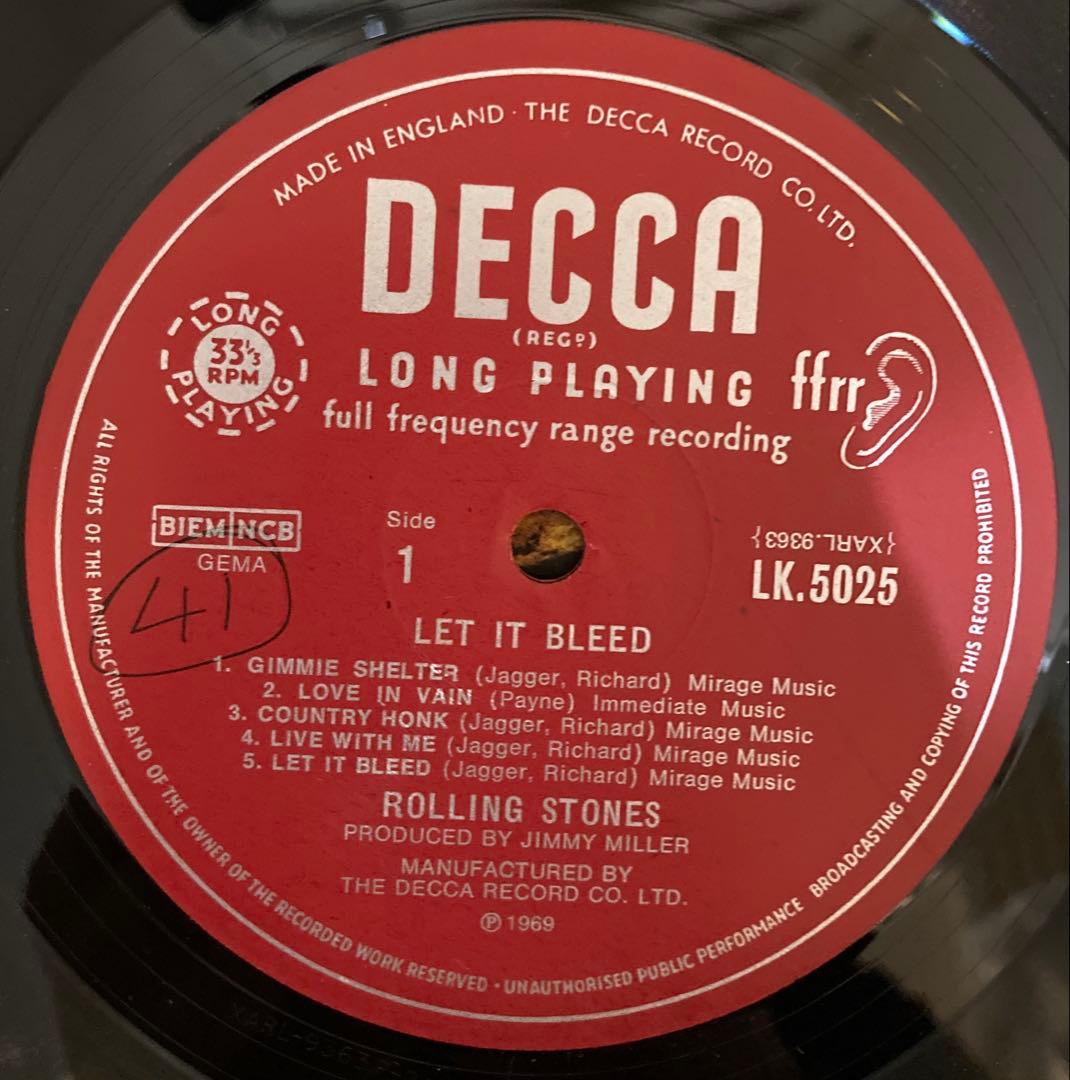 MADE IN ENGLAND · THE DECCA RECORD CO. LTD.
DECCA
(REGD)
LONG PLAYING
33⅓
RPM
LONG PLAYING
ffrr
full frequency range recording
BIEM NCB
GEMA
41
Side
1
{XARL.9363}
LK.5025
LET IT BLEED
1. GIMMIE SHELTER (Jagger, Richard) Mirage Music
2. LOVE IN VAIN (Payne) Immediate Music
3. COUNTRY HONK (Jagger, Richard) Mirage Music
4. LIVE WITH ME (Jagger, Richard) Mirage Music
5. LET IT BLEED (Jagger, Richard) Mirage Music
ROLLING STONES
PRODUCED BY JIMMY MILLER
MANUFACTURED BY
THE DECCA RECORD CO. LTD.
℗ 1969
ALL RIGHTS OF THE MANUFACTURER AND OF THE OWNER OF THE RECORDED WORK RESERVED · UNAUTHORISED PUBLIC PERFORMANCE BROADCASTING AND COPYING OF THIS RECORD PROHIBITED